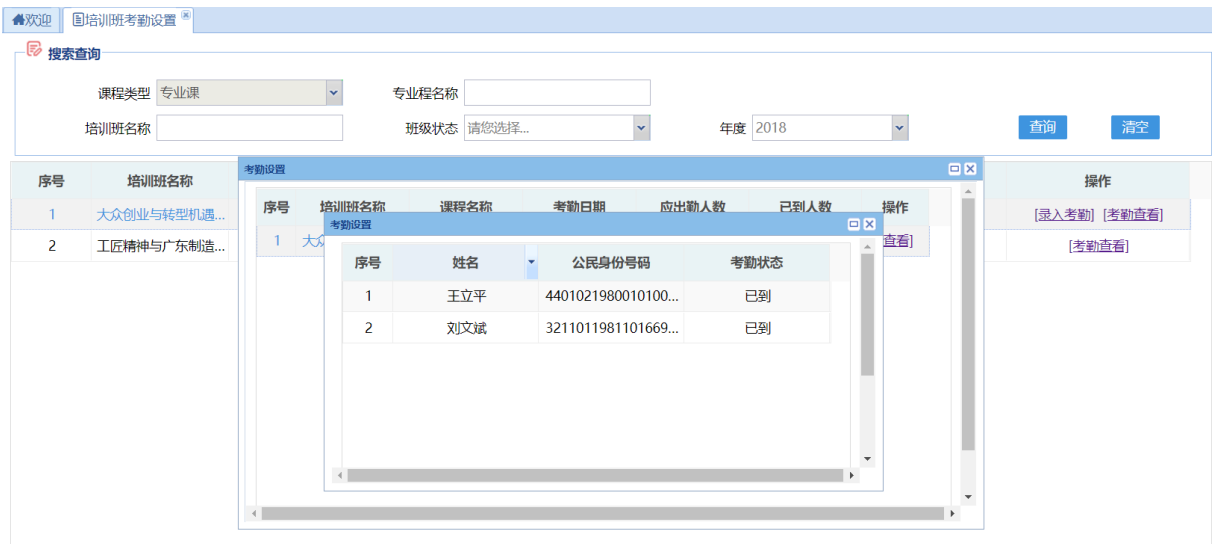 欢迎 培训班考勤设置
搜索查询
课程类型 专业课 专业程名称
培训班名称 班级状态 请您选择... 年度 2018 查询 清空
序号 培训班名称 操作
1 大众创业与转型机遇... [录入考勤] [考勤查看]
2 工匠精神与广东制造... [考勤查看]
考勤设置
序号 培训班名称 课程名称 考勤日期 应出勤人数 已到人数 操作
1 大众 查看]
考勤设置
序号 姓名 公民身份号码 考勤状态
1 王立平 4401021980010100... 已到
2 刘文斌 3211011981101669... 已到